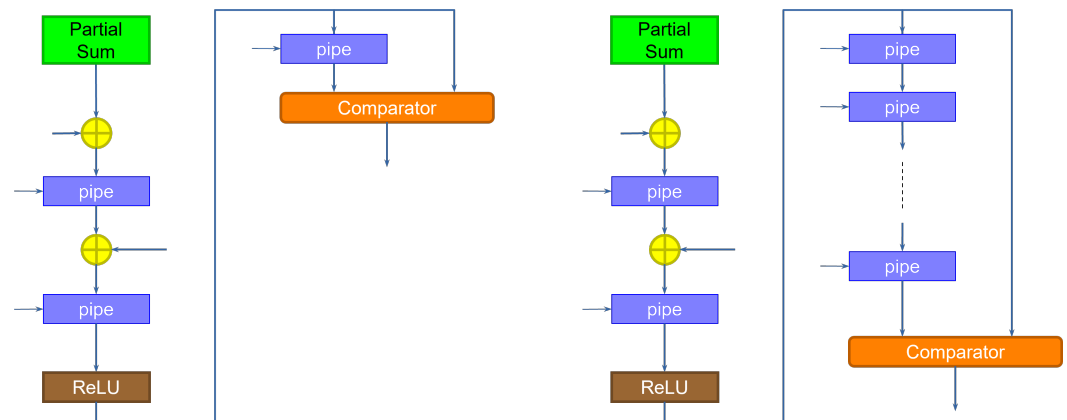 Partial
Sum
pipe
pipe
ReLU
pipe
Comparator
Partial
Sum
pipe
pipe
ReLU
pipe
pipe
pipe
Comparator